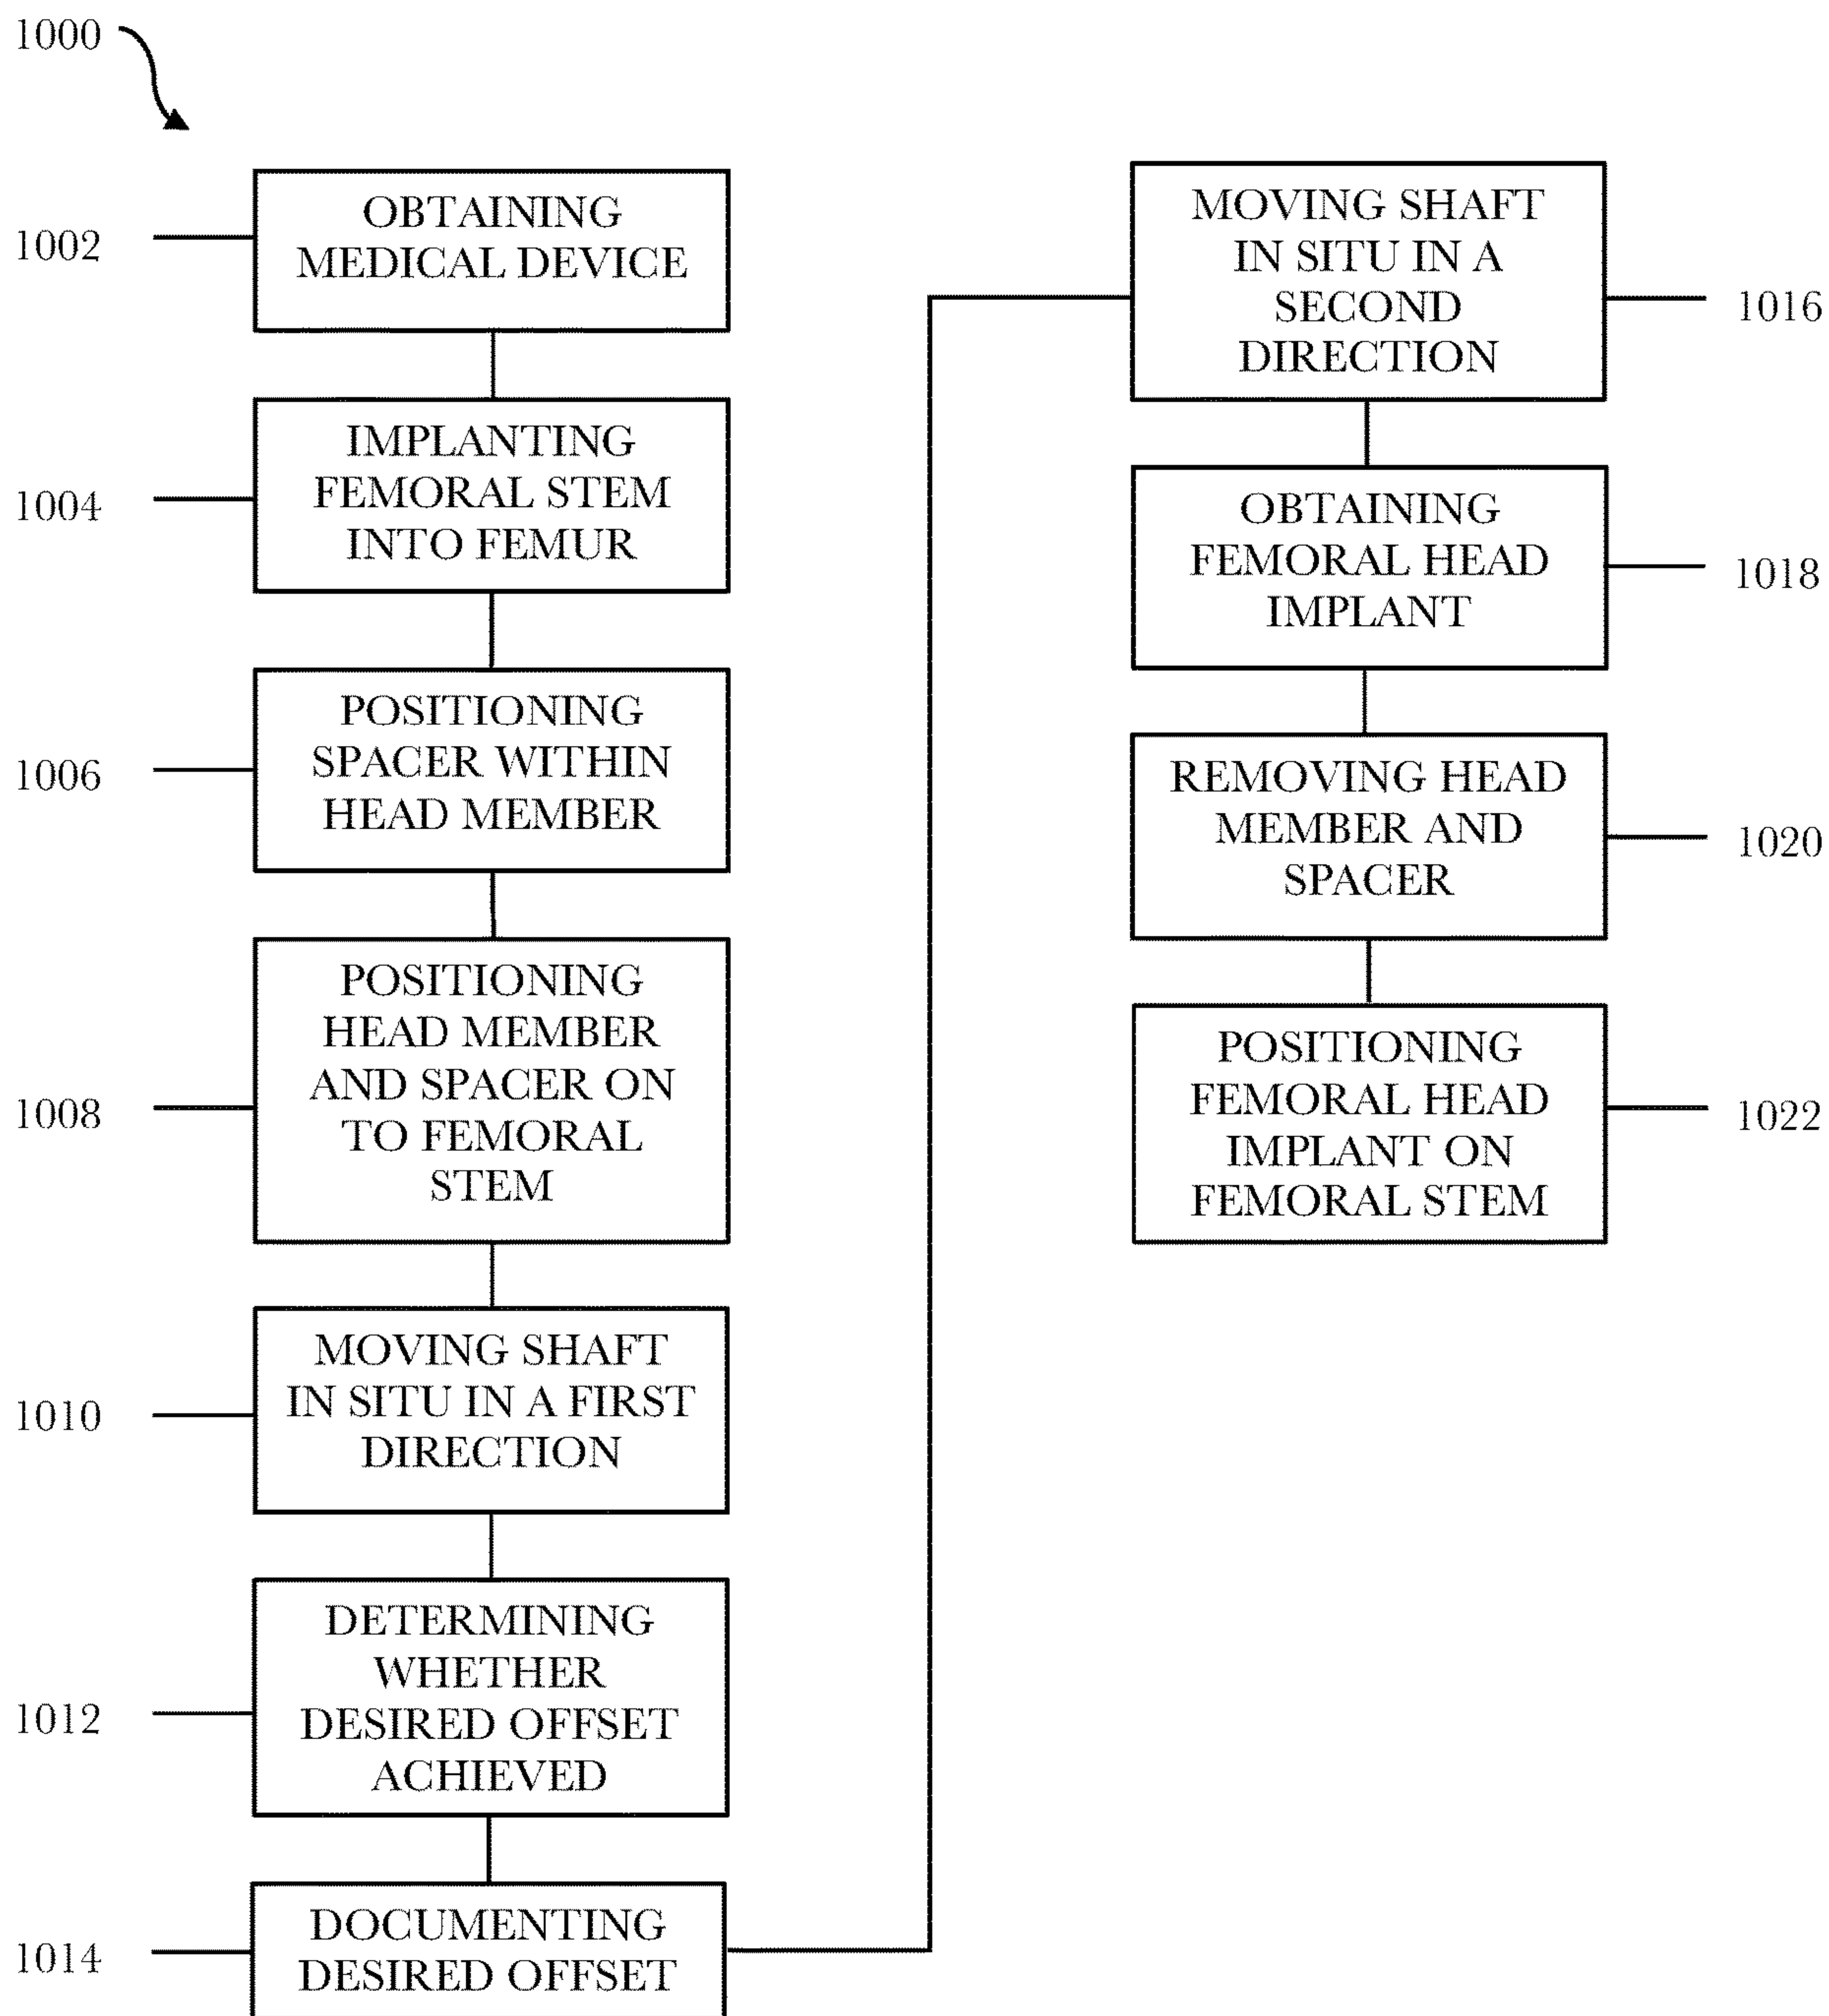 1000
1002
OBTAINING
MEDICAL DEVICE
1004
IMPLANTING
FEMORAL STEM
INTO FEMUR
1006
POSITIONING
SPACER WITHIN
HEAD MEMBER
1008
POSITIONING
HEAD MEMBER
AND SPACER ON
TO FEMORAL
STEM
1010
MOVING SHAFT
IN SITU IN A FIRST
DIRECTION
1012
DETERMINING
WHETHER
DESIRED OFFSET
ACHIEVED
1014
DOCUMENTING
DESIRED OFFSET
MOVING SHAFT
IN SITU IN A
SECOND
DIRECTION
1016
OBTAINING
FEMORAL HEAD
IMPLANT
1018
REMOVING HEAD
MEMBER AND
SPACER
1020
POSITIONING
FEMORAL HEAD
IMPLANT ON
FEMORAL STEM
1022